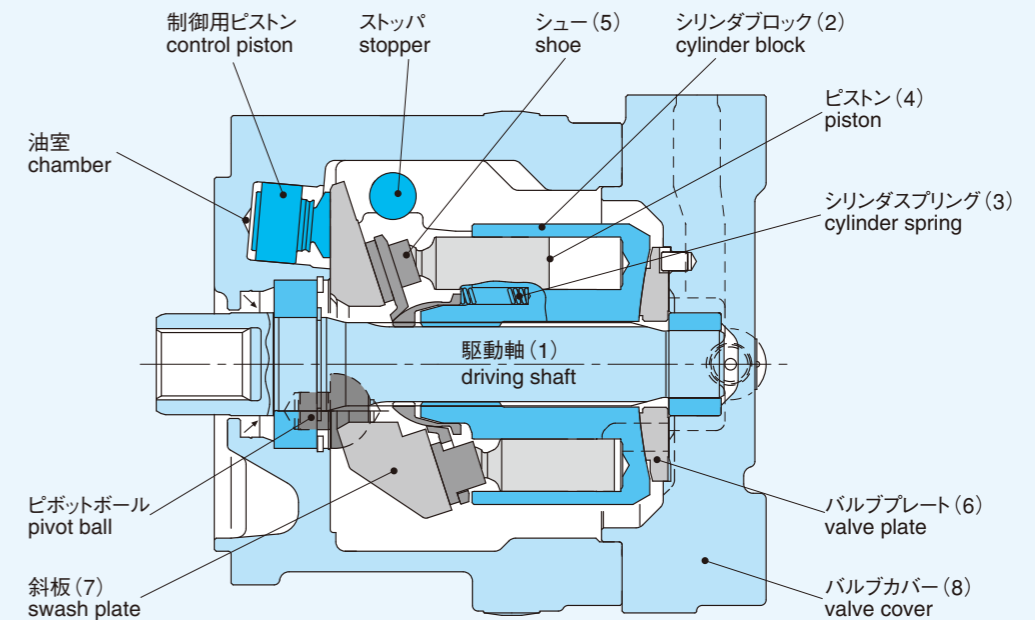 制御用ピストン
control piston
ストッパ
stopper
シュー(5)
shoe
シリンダブロック(2)
cylinder block
ピストン(4)
piston
油室
chamber
シリンダスプリング(3)
cylinder spring
駆動軸(1)
driving shaft
ピボットボール
pivot ball
バルブプレート(6)
valve plate
斜板(7)
swash plate
バルブカバー(8)
valve cover